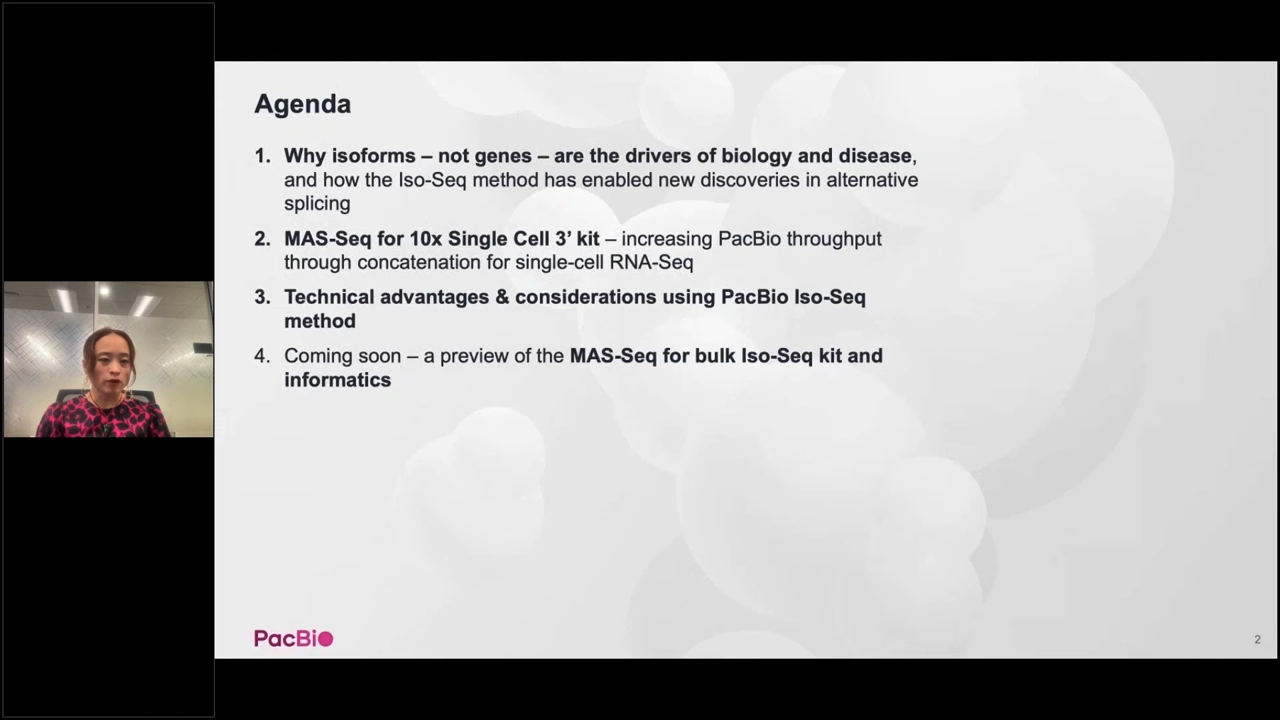 Agenda
1. Why isoforms – not genes – are the drivers of biology and disease,
and how the Iso-Seq method has enabled new discoveries in alternative
splicing
2. MAS-Seq for 10x Single Cell 3’ kit – increasing PacBio throughput
through concatenation for single-cell RNA-Seq
3. Technical advantages & considerations using PacBio Iso-Seq
method
4. Coming soon – a preview of the MAS-Seq for bulk Iso-Seq kit and
informatics
PacBio
2